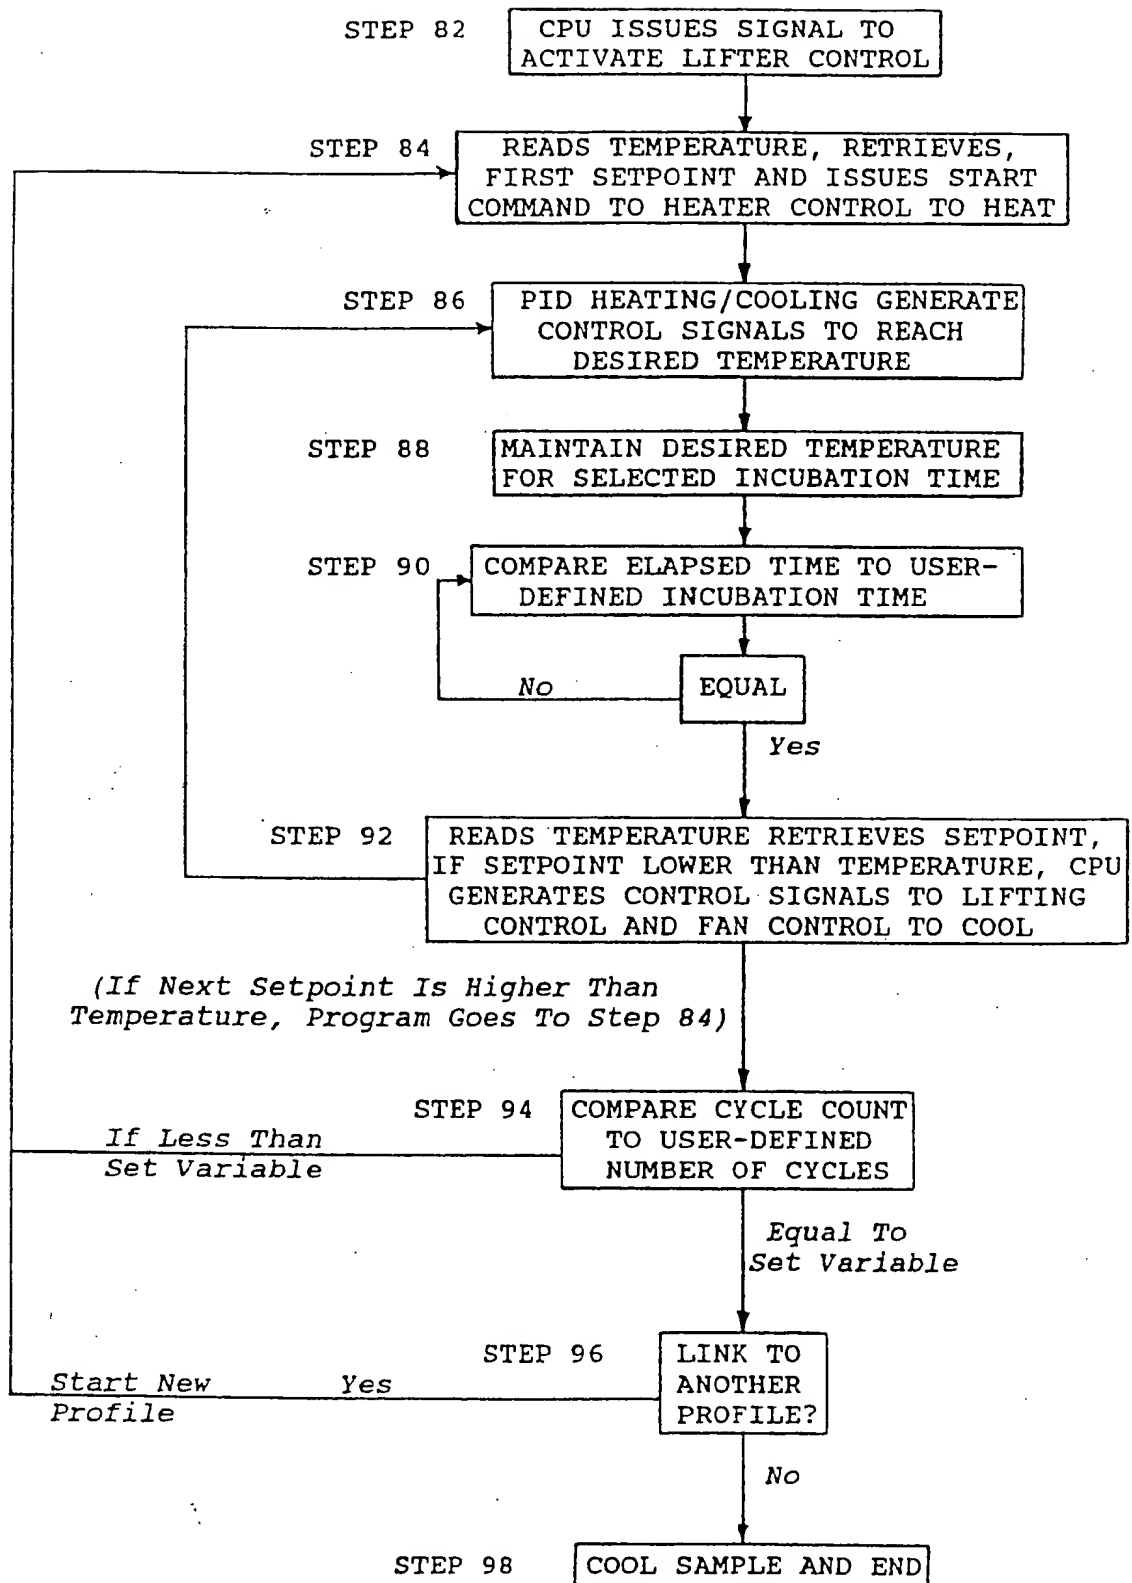 STEP 82
CPU ISSUES SIGNAL TO
ACTIVATE LIFTER CONTROL
STEP 84
READS TEMPERATURE, RETRIEVES,
FIRST SETPOINT AND ISSUES START
COMMAND TO HEATER CONTROL TO HEAT
STEP 86
PID HEATING/COOLING GENERATE
CONTROL SIGNALS TO REACH
DESIRED TEMPERATURE
STEP 88
MAINTAIN DESIRED TEMPERATURE
FOR SELECTED INCUBATION TIME
STEP 90
COMPARE ELAPSED TIME TO USER-
DEFINED INCUBATION TIME
No
EQUAL
Yes
STEP 92
READS TEMPERATURE RETRIEVES SETPOINT,
IF SETPOINT LOWER THAN TEMPERATURE, CPU
GENERATES CONTROL SIGNALS TO LIFTING
CONTROL AND FAN CONTROL TO COOL
(If Next Setpoint Is Higher Than
Temperature, Program Goes To Step 84)
STEP 94
COMPARE CYCLE COUNT
TO USER-DEFINED
NUMBER OF CYCLES
If Less Than
Set Variable
Equal To
Set Variable
STEP 96
LINK TO
ANOTHER
PROFILE?
Start New
Profile
Yes
No
STEP 98
COOL SAMPLE AND END